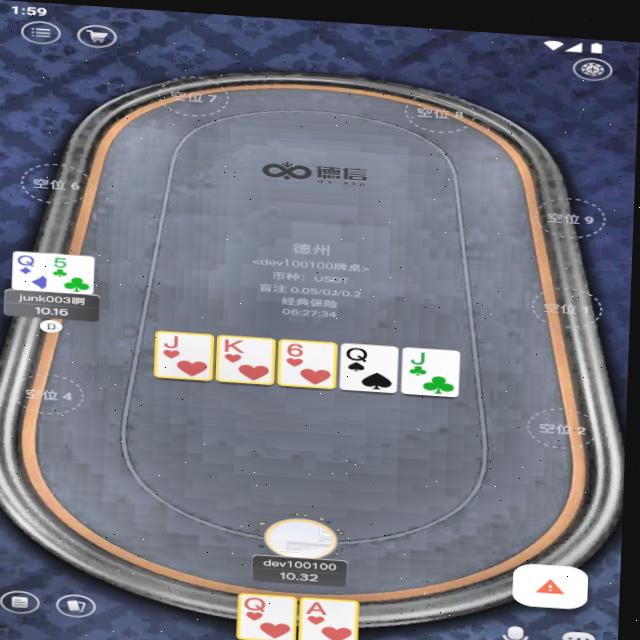 1:59
空位 7
空位 8
德信
空位 6
德州
空位 9
<dev100100牌桌>
币种: USDT
盲注 0.05/0.1/0.2
经典保险
06:27:34
空位 1
Q 5
junk003啊
10.16
D
J K 6 Q J
空位 4
空位 2
dev100100
10.32
Q A